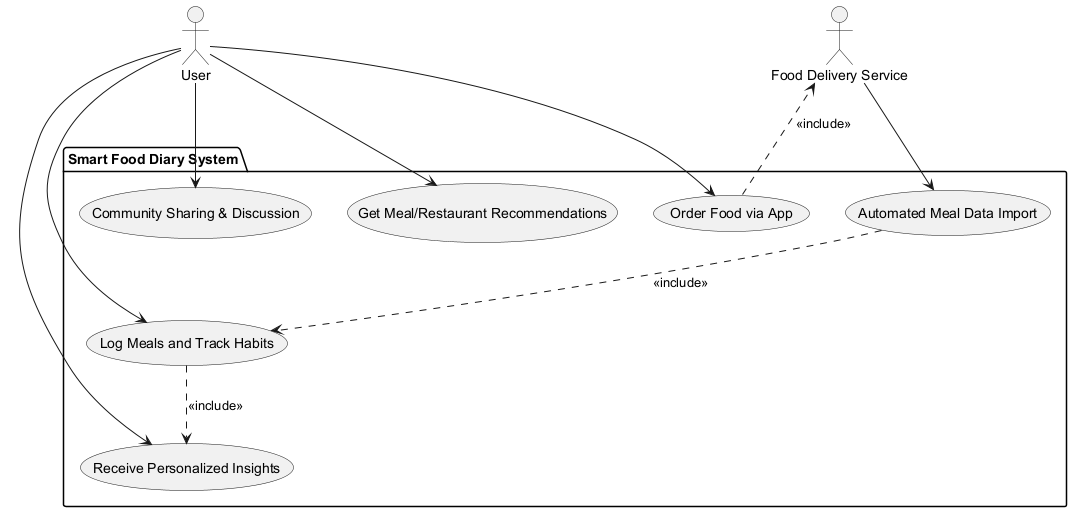 User
Food Delivery Service
«include»
Smart Food Diary System
Community Sharing & Discussion
Get Meal/Restaurant Recommendations
Order Food via App
Automated Meal Data Import
«include»
Log Meals and Track Habits
«include»
Receive Personalized Insights